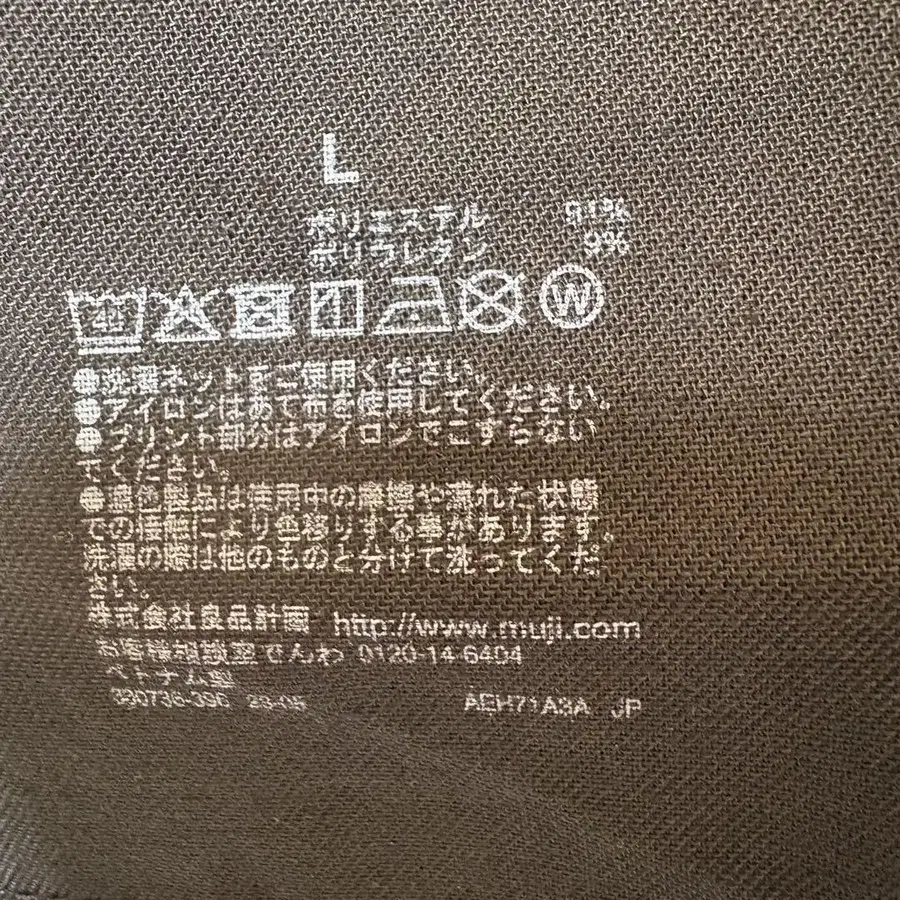 L
ポリエステル 91%
ポリウレタン 9%
40
W
●洗濯ネットをご使用ください。
●アイロンはあて布を使用してください。
●プリント部分はアイロンでこすらない
でください。
●濃色製品は使用中の摩擦や濡れた状態
での接触により色移りする事があります。
洗濯の際は他のものと分けて洗ってくだ
さい。
株式会社良品計画 http://www.muji.com
お客様相談室でんわ 0120-14-6404
ベトナム製
AEH71A3A JP